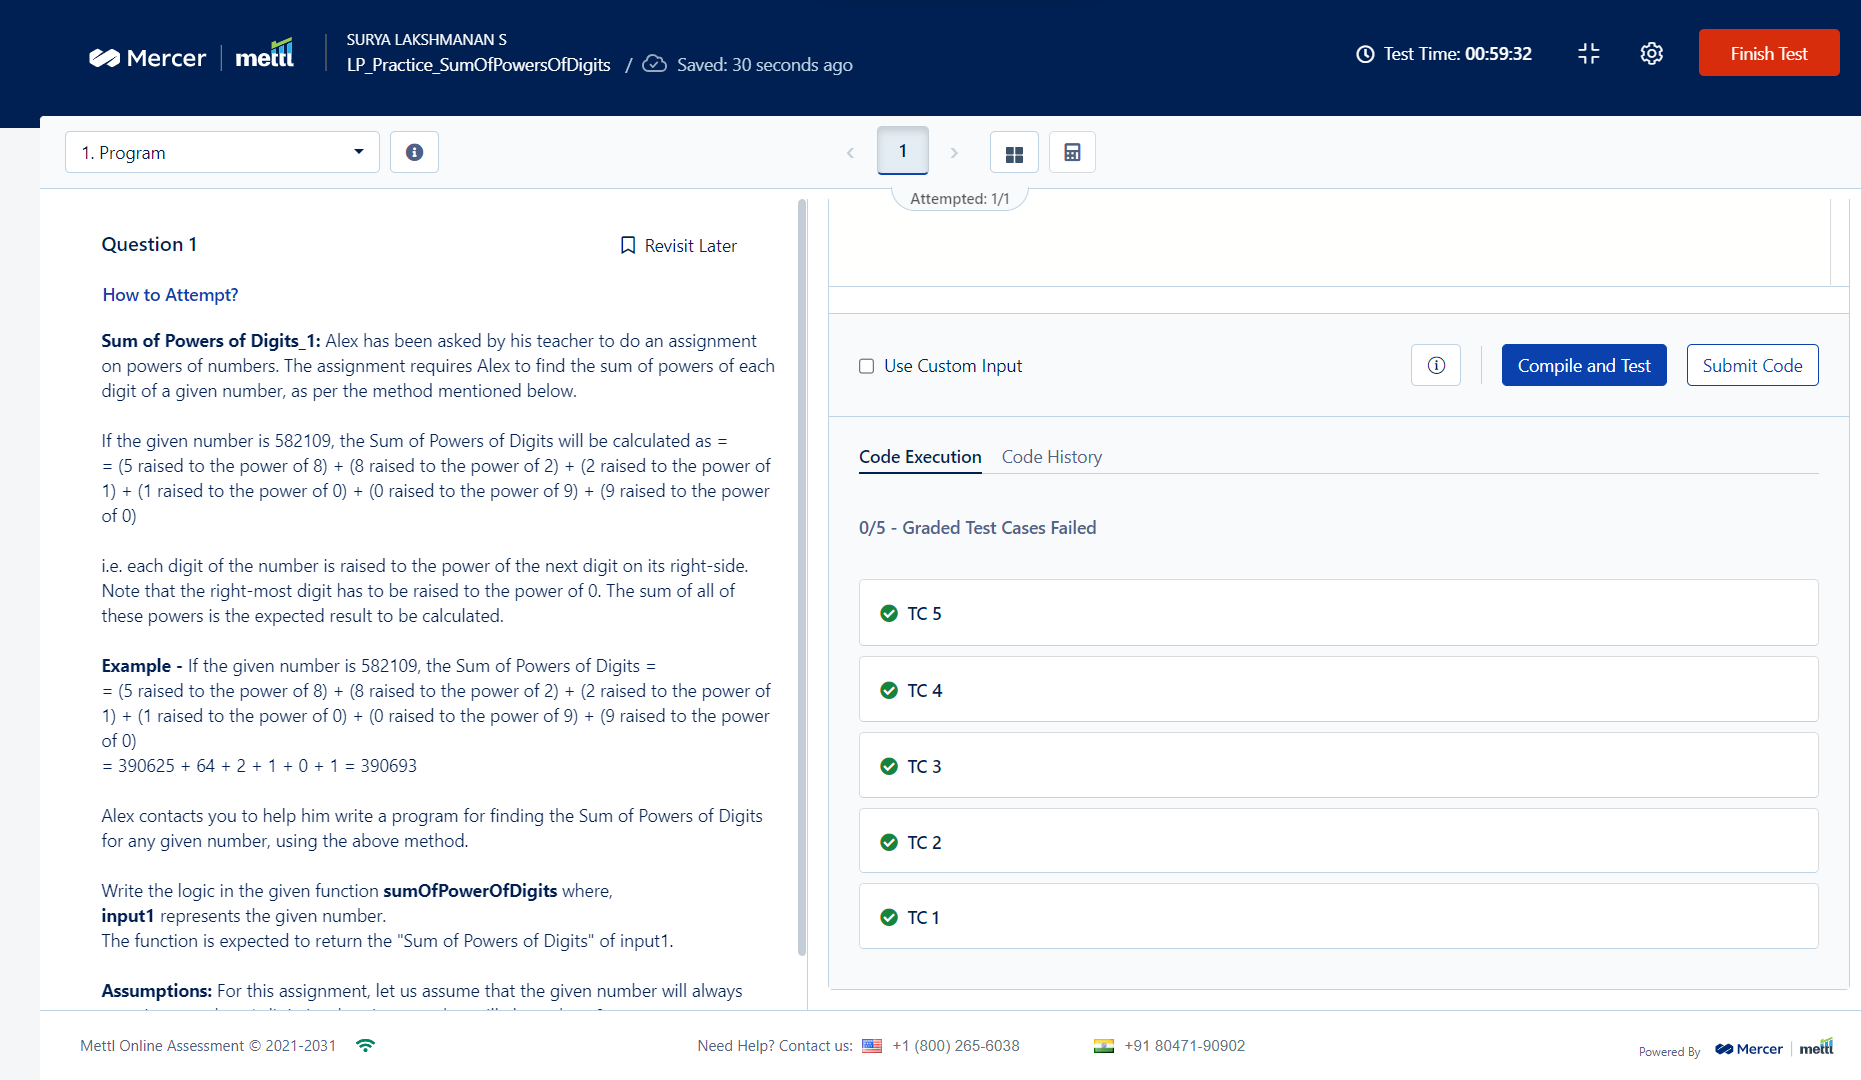 Mercer | mettl
SURYA LAKSHMANAN S
LP_Practice_SumOfPowersOfDigits / Saved: 30 seconds ago
Test Time: 00:59:32
Finish Test
1. Program
1
Attempted: 1/1
Question 1
Revisit Later
How to Attempt?
Sum of Powers of Digits_1: Alex has been asked by his teacher to do an assignment
on powers of numbers. The assignment requires Alex to find the sum of powers of each
digit of a given number, as per the method mentioned below.
If the given number is 582109, the Sum of Powers of Digits will be calculated as =
= (5 raised to the power of 8) + (8 raised to the power of 2) + (2 raised to the power of
1) + (1 raised to the power of 0) + (0 raised to the power of 9) + (9 raised to the power
of 0)
i.e. each digit of the number is raised to the power of the next digit on its right-side.
Note that the right-most digit has to be raised to the power of 0. The sum of all of
these powers is the expected result to be calculated.
Example - If the given number is 582109, the Sum of Powers of Digits =
= (5 raised to the power of 8) + (8 raised to the power of 2) + (2 raised to the power of
1) + (1 raised to the power of 0) + (0 raised to the power of 9) + (9 raised to the power
of 0)
= 390625 + 64 + 2 + 1 + 0 + 1 = 390693
Alex contacts you to help him write a program for finding the Sum of Powers of Digits
for any given number, using the above method.
Write the logic in the given function sumOfPowerOfDigits where,
input1 represents the given number.
The function is expected to return the "Sum of Powers of Digits" of input1.
Assumptions: For this assignment, let us assume that the given number will always
Use Custom Input
Compile and Test
Submit Code
Code Execution
Code History
0/5 - Graded Test Cases Failed
TC 5
TC 4
TC 3
TC 2
TC 1
Mettl Online Assessment © 2021-2031
Need Help? Contact us: +1 (800) 265-6038
+91 80471-90902
Powered By Mercer | mettl